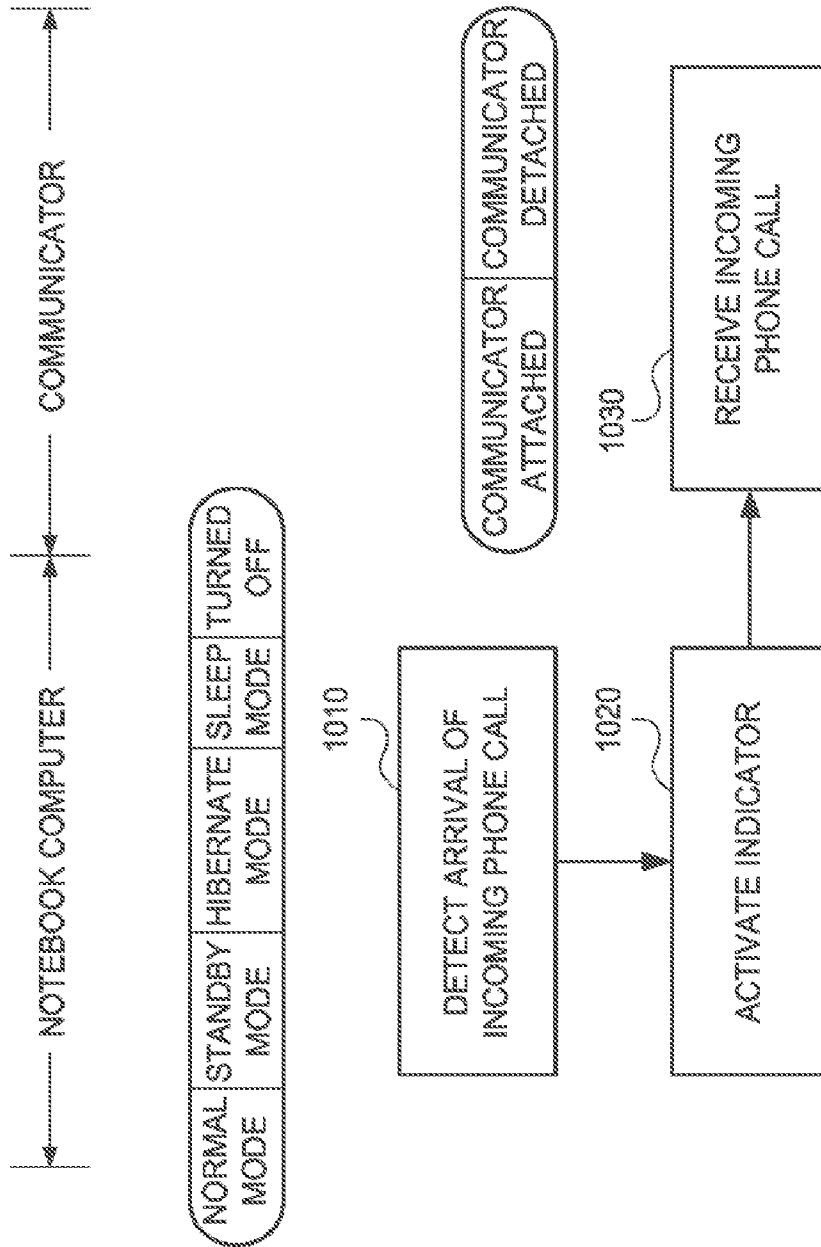 NOTEBOOK COMPUTER
COMMUNICATOR
NORMAL
MODE
STANDBY
MODE
HIBERNATE
MODE
SLEEP
MODE
TURNED
OFF
1010
DETECT ARRIVAL OF
INCOMING PHONE CALL
COMMUNICATOR
ATTACHED
COMMUNICATOR
DETACHED
1020
ACTIVATE INDICATOR
1030
RECEIVE INCOMING
PHONE CALL